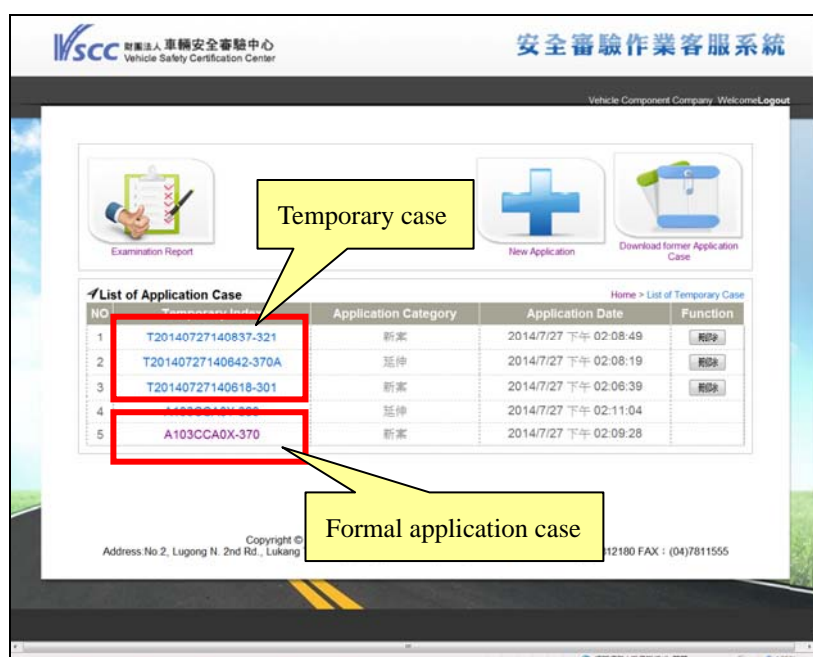 VSCC 財團法人 車輛安全審驗中心
Vehicle Safety Certification Center
安全審驗作業客服系統
Vehicle Component Company WelcomeLogout
Temporary case
Examination Report
New Application
Download former Application
Case
List of Application Case
Home > List of Temporary Case
NO Temporary Index Application Category Application Date Function
1 T20140727140837-321 新案 2014/7/27 下午 02:08:49 刪除
2 T20140727140642-370A 延伸 2014/7/27 下午 02:08:19 刪除
3 T20140727140618-301 新案 2014/7/27 下午 02:06:39 刪除
4 延伸 2014/7/27 下午 02:11:04
5 A103CCA0X-370 新案 2014/7/27 下午 02:09:28
Formal application case
Copyright ©
Address:No.2, Lugong N. 2nd Rd., Lukang
812180 FAX：(04)7811555